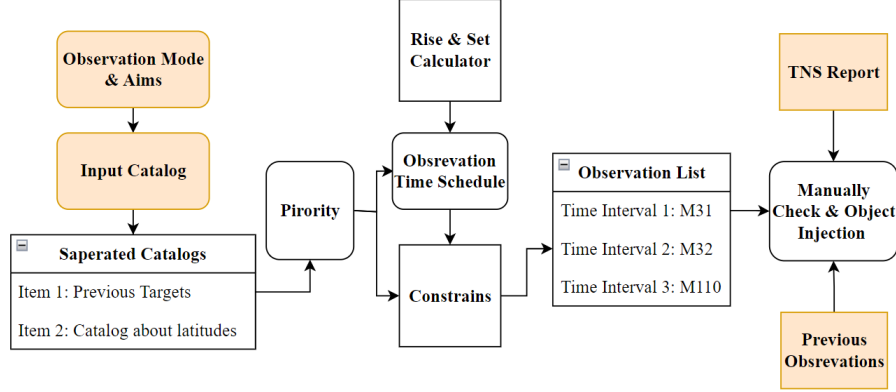 Observation Mode
& Aims
Input Catalog
Saperated Catalogs
Item 1: Previous Targets
Item 2: Catalog about latitudes
Pirority
Rise & Set
Calculator
Obsrevation
Time Schedule
Constrains
Observation List
Time Interval 1: M31
Time Interval 2: M32
Time Interval 3: M110
TNS Report
Manually
Check & Object
Injection
Previous
Obsrevations